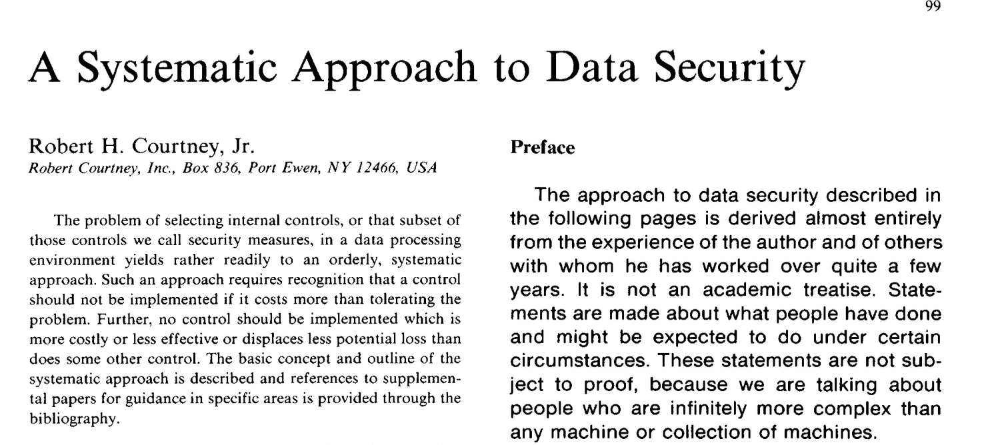 99
A Systematic Approach to Data Security
Robert H. Courtney, Jr.
Robert Courtney, Inc., Box 836, Port Ewen, NY 12466, USA
The problem of selecting internal controls, or that subset of
those controls we call security measures, in a data processing
environment yields rather readily to an orderly, systematic
approach. Such an approach requires recognition that a control
should not be implemented if it costs more than tolerating the
problem. Further, no control should be implemented which is
more costly or less effective or displaces less potential loss than
does some other control. The basic concept and outline of the
systematic approach is described and references to supplemen-
tal papers for guidance in specific areas is provided through the
bibliography.
Preface
The approach to data security described in
the following pages is derived almost entirely
from the experience of the author and of others
with whom he has worked over quite a few
years. It is not an academic treatise. State-
ments are made about what people have done
and might be expected to do under certain
circumstances. These statements are not sub-
ject to proof, because we are talking about
people who are infinitely more complex than
any machine or collection of machines.